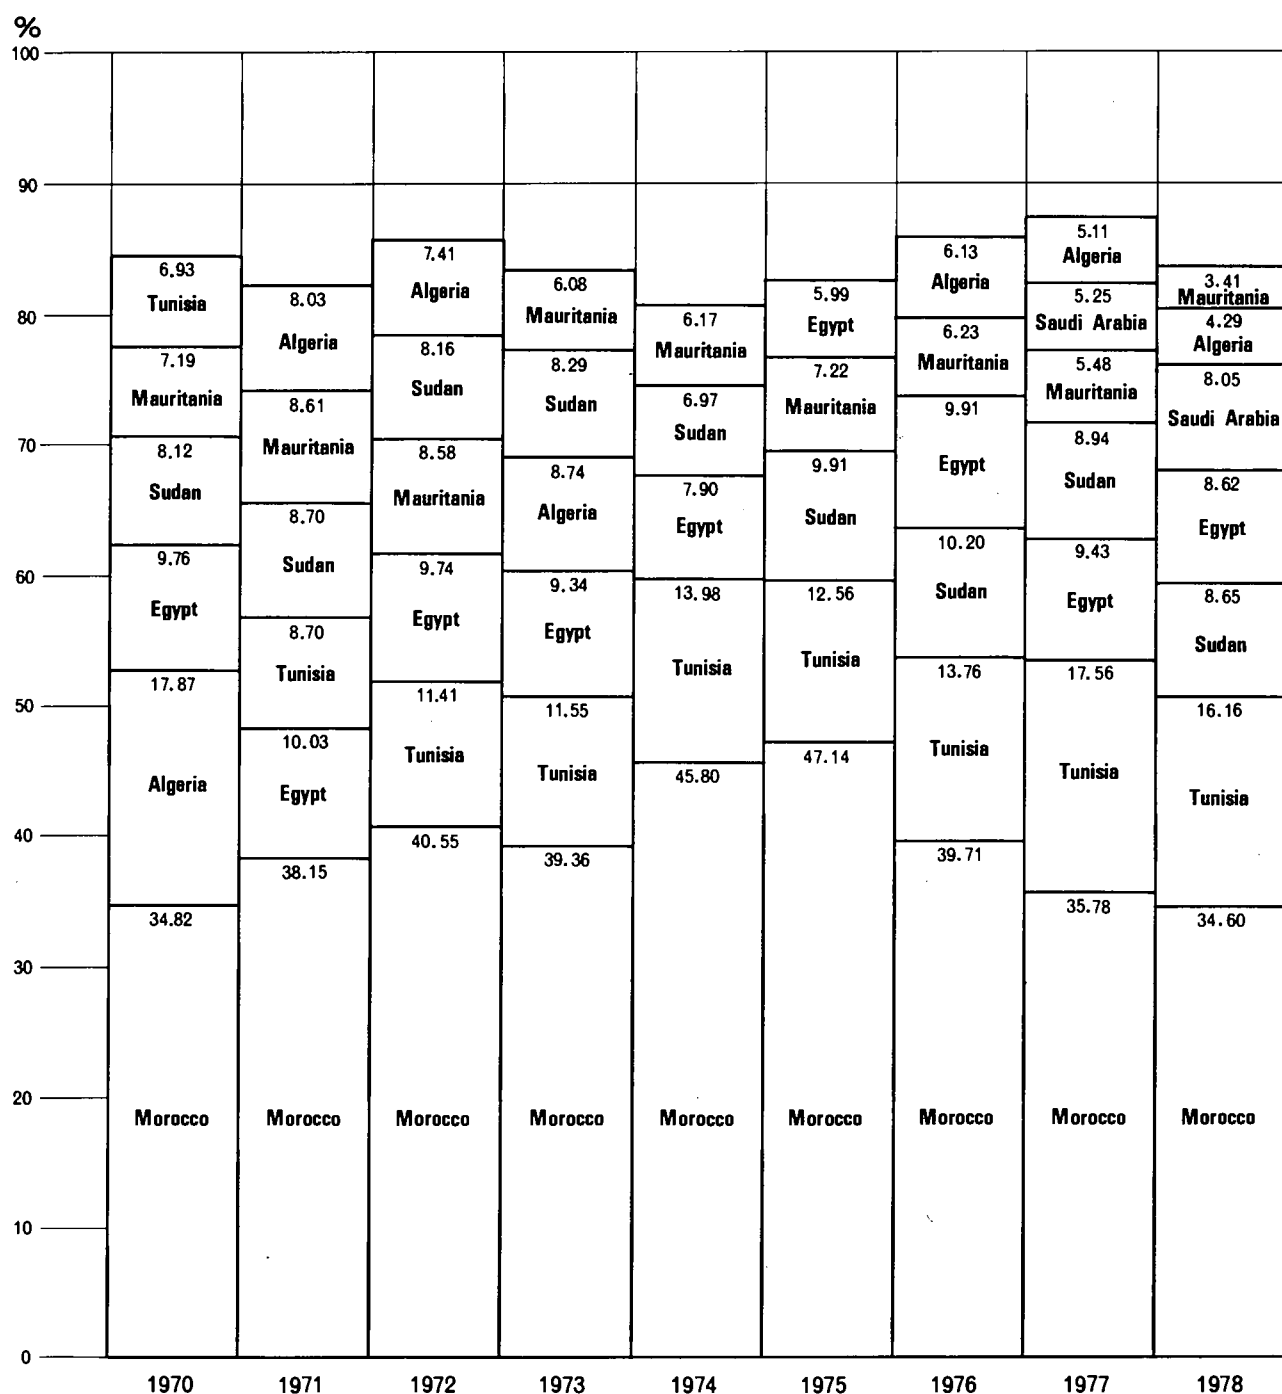 %
100
90
80
70
60
50
40
30
20
10
0
6.93
Tunisia
7.19
Mauritania
8.12
Sudan
9.76
Egypt
17.87
Algeria
34.82
Morocco
1970
8.03
Algeria
8.61
Mauritania
8.70
Sudan
8.70
Tunisia
10.03
Egypt
38.15
Morocco
1971
7.41
Algeria
8.16
Sudan
8.58
Mauritania
9.74
Egypt
11.41
Tunisia
40.55
Morocco
1972
6.08
Mauritania
8.29
Sudan
8.74
Algeria
9.34
Egypt
11.55
Tunisia
39.36
Morocco
1973
6.17
Mauritania
6.97
Sudan
7.90
Egypt
13.98
Tunisia
45.80
Morocco
1974
5.99
Egypt
7.22
Mauritania
9.91
Sudan
12.56
Tunisia
47.14
Morocco
1975
6.13
Algeria
6.23
Mauritania
9.91
Egypt
10.20
Sudan
13.76
Tunisia
39.71
Morocco
1976
5.11
Algeria
5.25
Saudi Arabia
5.48
Mauritania
8.94
Sudan
9.43
Egypt
17.56
Tunisia
35.78
Morocco
1977
3.41
Mauritania
4.29
Algeria
8.05
Saudi Arabia
8.62
Egypt
8.65
Sudan
16.16
Tunisia
34.60
Morocco
1978